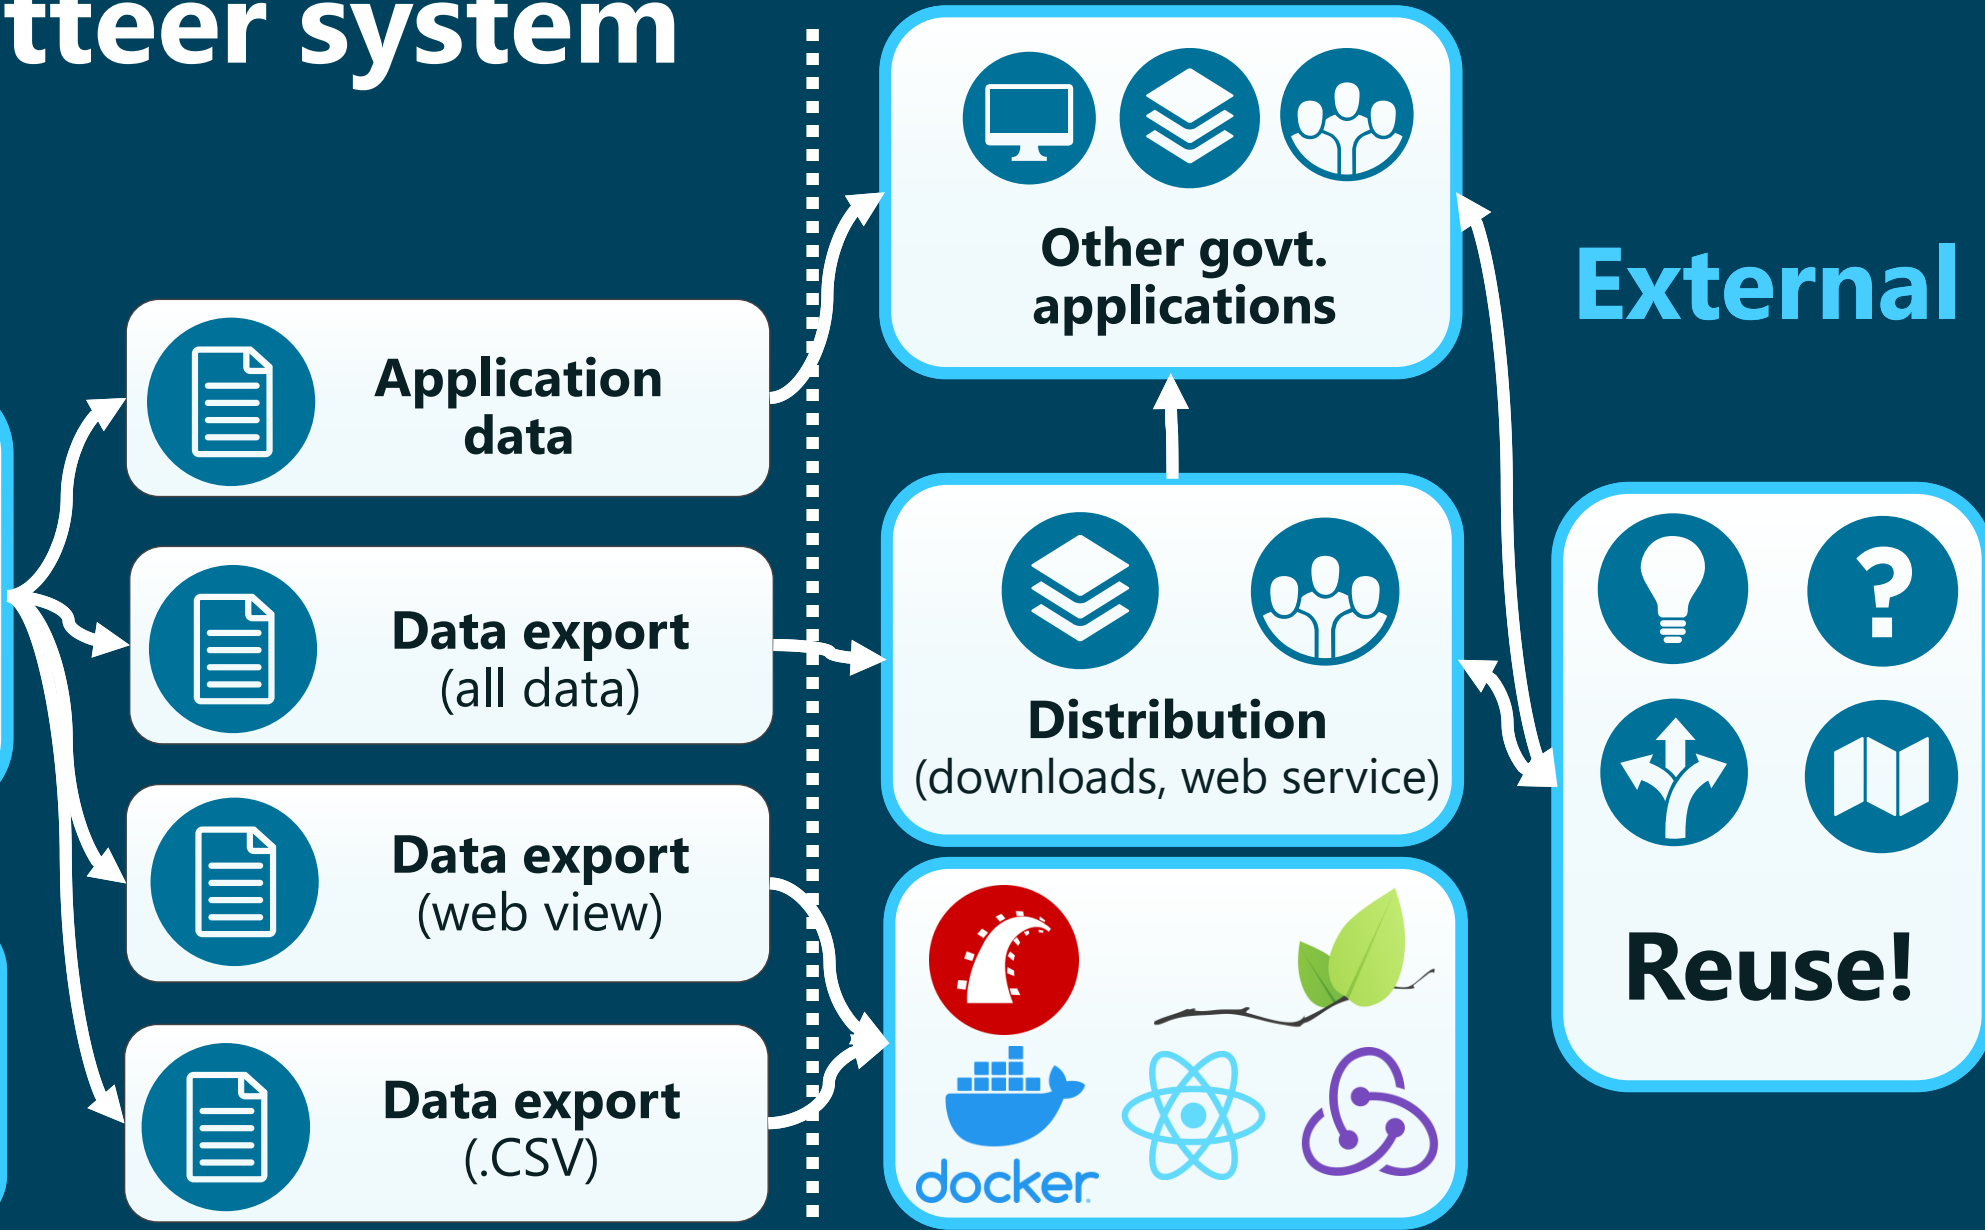 tteer system
Other govt.
applications
External
Application
data
Data export
(all data)
Distribution
(downloads, web service)
Data export
(web view)
Reuse!
Data export
(.CSV)
docker
?